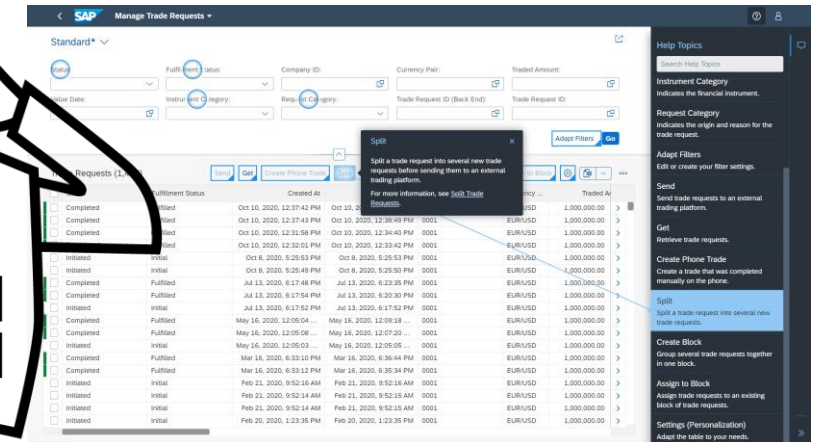 SAP Manage Trade Requests
Standard*
Status:
Company ID:
Currency Pair:
Traded Amount:
Value Date:
Trade Request ID (Back End):
Trade Request ID:
Adapt Filters Go
Requests
Send Get Create Phone Trade Split
Fulfillment Status Created At
Completed Oct 10, 2020, 12:37:42 PM 1,000,000.00
Completed Oct 10, 2020, 12:37:43 PM Oct 10, 2020, 12:38:49 PM 0001 EUR/USD 1,000,000.00
Completed Oct 10, 2020, 12:31:58 PM Oct 10, 2020, 12:34:40 PM 0001 EUR/USD 1,000,000.00
Completed Oct 10, 2020, 12:32:01 PM Oct 10, 2020, 12:33:42 PM 0001 EUR/USD 1,000,000.00
Initiated Initial Oct 8, 2020, 5:25:53 PM Oct 8, 2020, 5:25:53 PM 0001 EUR/USD 1,000,000.00
Initiated Initial Oct 8, 2020, 5:25:49 PM Oct 8, 2020, 5:25:50 PM 0001 EUR/USD 1,000,000.00
Completed Fulfilled Jul 13, 2020, 6:17:48 PM Jul 13, 2020, 6:23:35 PM 0001 EUR/USD 1,000,000.00
Completed Fulfilled Jul 13, 2020, 6:17:54 PM Jul 13, 2020, 6:20:30 PM 0001 EUR/USD 1,000,000.00
Initiated Initial Jul 13, 2020, 6:17:52 PM Jul 13, 2020, 6:17:52 PM 0001 EUR/USD 1,000,000.00
Completed Fulfilled May 16, 2020, 12:05:04 ... May 16, 2020, 12:09:18 ... 0001 EUR/USD 1,000,000.00
Completed Fulfilled May 16, 2020, 12:05:08 ... May 16, 2020, 12:07:20 ... 0001 EUR/USD 1,000,000.00
Initiated Initial May 16, 2020, 12:05:03 ... May 16, 2020, 12:05:05 ... 0001 EUR/USD 1,000,000.00
Completed Fulfilled Mar 16, 2020, 6:33:10 PM Mar 16, 2020, 6:36:44 PM 0001 EUR/USD 1,000,000.00
Completed Fulfilled Mar 16, 2020, 6:33:12 PM Mar 16, 2020, 6:35:34 PM 0001 EUR/USD 1,000,000.00
Initiated Initial Feb 21, 2020, 9:52:16 AM Feb 21, 2020, 9:52:16 AM 0001 EUR/USD 1,000,000.00
Initiated Initial Feb 21, 2020, 9:52:14 AM Feb 21, 2020, 9:52:15 AM 0001 EUR/USD 1,000,000.00
Initiated Initial Feb 21, 2020, 9:52:14 AM Feb 21, 2020, 9:52:15 AM 0001 EUR/USD 1,000,000.00
Initiated Initial Feb 20, 2020, 1:23:35 PM Feb 20, 2020, 1:23:35 PM 0001 EUR/USD 1,000,000.00
Split
Split a trade request into several new trade
requests before sending them to an external
trading platform.
For more information, see Split Trade
Requests.
Help Topics
Search Help Topics
Instrument Category
Indicates the financial instrument.
Request Category
Indicates the origin and reason for the
trade request.
Adapt Filters
Edit or create your filter settings.
Send
Send trade requests to an external
trading platform.
Get
Retrieve trade requests.
Create Phone Trade
Create a trade that was completed
manually on the phone.
Split
Split a trade request into several new
trade requests.
Create Block
Group several trade requests together
in one block.
Assign to Block
Assign trade requests to an existing
block of trade requests.
Settings (Personalization)
Adapt the table to your needs.